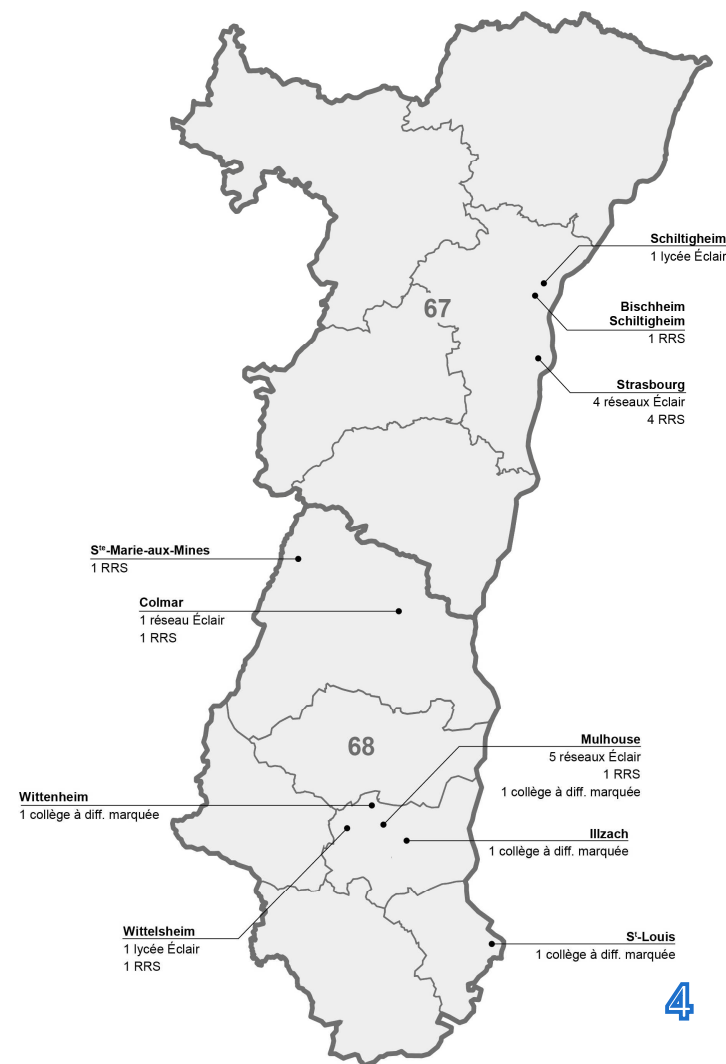 Schiltigheim
1 lycée Éclair
67
Bischheim
Schiltigheim
1 RRS
Strasbourg
4 réseaux Éclair
4 RRS
Ste-Marie-aux-Mines
1 RRS
Colmar
1 réseau Éclair
1 RRS
68
Mulhouse
5 réseaux Éclair
1 RRS
1 collège à diff. marquée
Wittenheim
1 collège à diff. marquée
Illzach
1 collège à diff. marquée
Wittelsheim
1 lycée Éclair
1 RRS
St-Louis
1 collège à diff. marquée
4